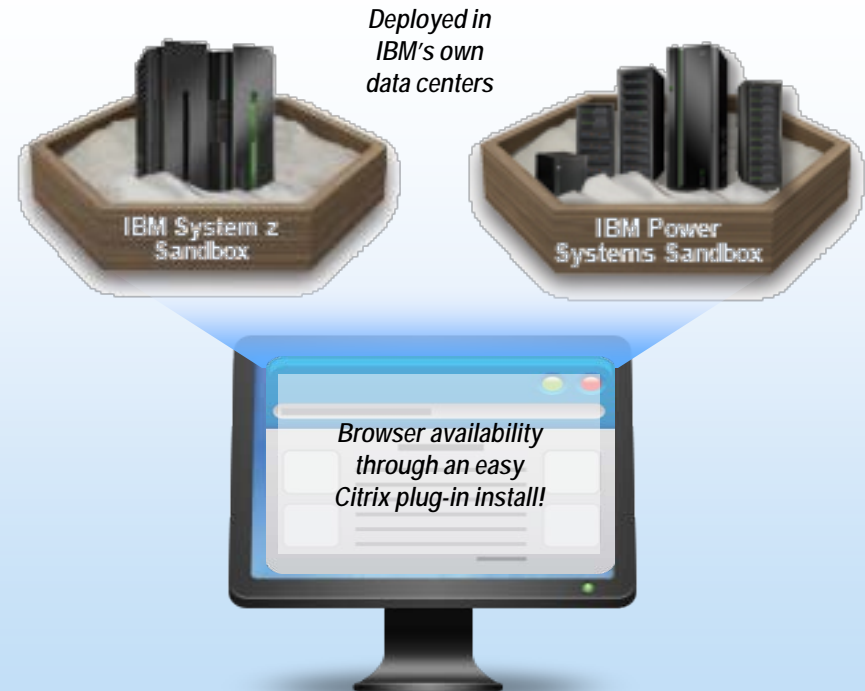 Deployed in
IBM's own
data centers
IBM System z
Sandbox
IBM Power
Systems Sandbox
Browser availability
through an easy
Citrix plug-in install!